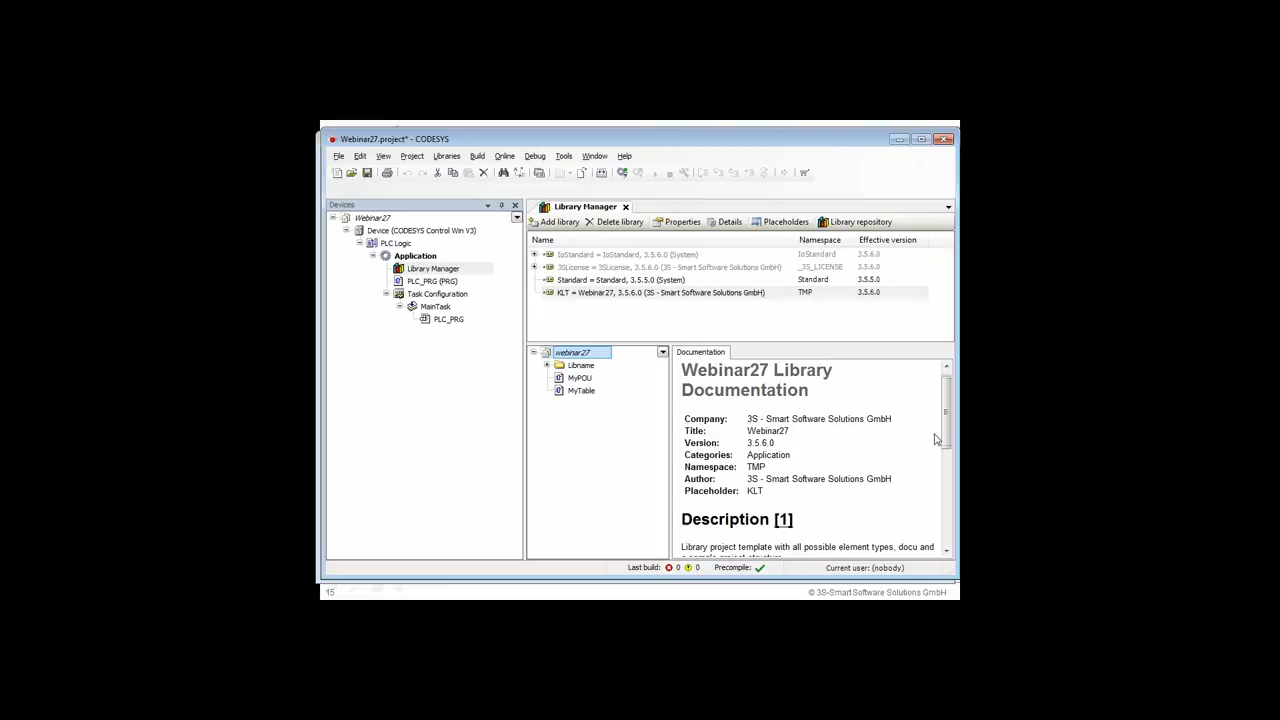 Webinar27.project* - CODESYS
File Edit View Project Libraries Build Online Debug Tools Window Help
Devices
Webinar27
Device (CODESYS Control Win V3)
PLC Logic
Application
Library Manager
PLC_PRG (PRG)
Task Configuration
MainTask
PLC_PRG
Library Manager
Add library Delete library Properties Details Placeholders Library repository
Name Namespace Effective version
IoStandard = IoStandard, 3.5.6.0 (System) IoStandard 3.5.6.0
3SLicense = 3SLicense, 3.5.6.0 (3S - Smart Software Solutions GmbH) _3S_LICENSE 3.5.6.0
Standard = Standard, 3.5.5.0 (System) Standard 3.5.5.0
KLT = Webinar27, 3.5.6.0 (3S - Smart Software Solutions GmbH) TMP 3.5.6.0
webinar27
Libname
MyPOU
MyTable
Documentation
Webinar27 Library
Documentation
Company: 3S - Smart Software Solutions GmbH
Title: Webinar27
Version: 3.5.6.0
Categories: Application
Namespace: TMP
Author: 3S - Smart Software Solutions GmbH
Placeholder: KLT
Description [1]
Library project template with all possible element types, docu and
Last build: 0 0 Precompile: Current user: (nobody)
15 © 3S-Smart Software Solutions GmbH